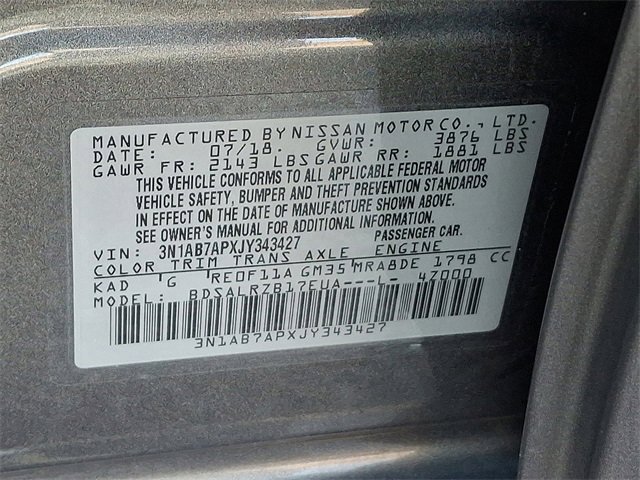 MANUFACTURED BY NISSAN MOTOR CO., LTD.
DATE: 07/18 GVWR: 3876 LBS
GAWR FR: 2143 LBS GAWR RR: 1881 LBS
THIS VEHICLE CONFORMS TO ALL APPLICABLE FEDERAL MOTOR
VEHICLE SAFETY, BUMPER AND THEFT PREVENTION STANDARDS
IN EFFECT ON THE DATE OF MANUFACTURE SHOWN ABOVE.
SEE OWNER'S MANUAL FOR ADDITIONAL INFORMATION.
VIN: 3N1AB7APXJY343427 PASSENGER CAR.
COLOR TRIM TRANS AXLE ENGINE
KAD G RE0F11A GM35 MRA8DE 1798 CC
MODEL: BDSALRZB17EUA---L- 47000
3N1AB7APXJY343427